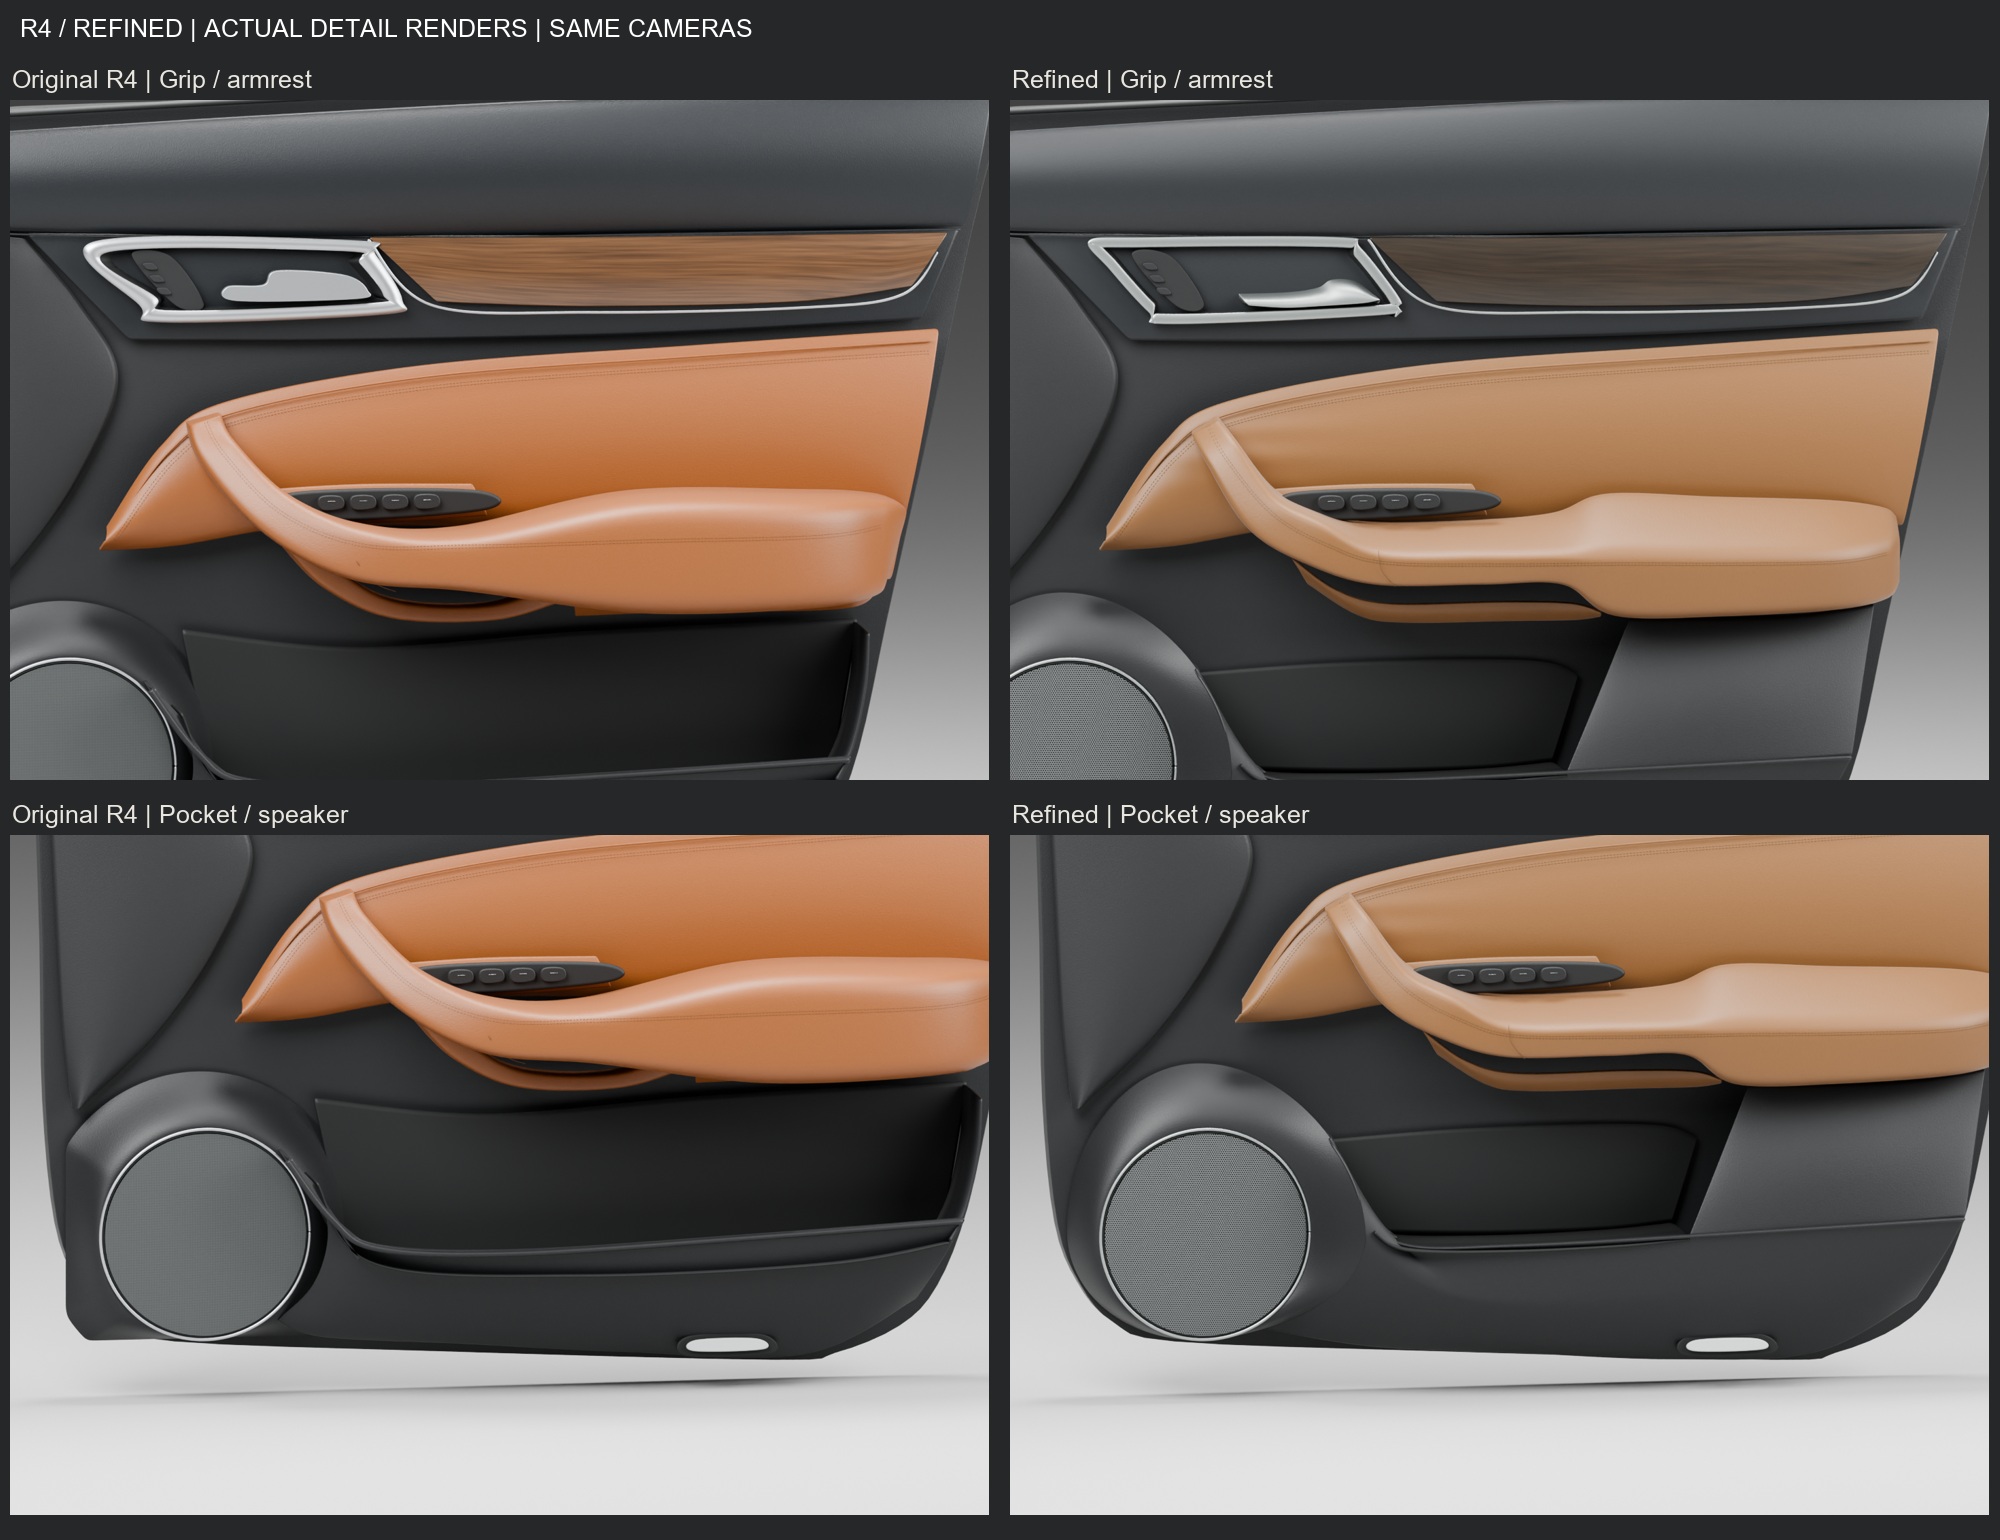 R4 / REFINED | ACTUAL DETAIL RENDERS | SAME CAMERAS
Original R4 | Grip / armrest
Refined | Grip / armrest
Original R4 | Pocket / speaker
Refined | Pocket / speaker